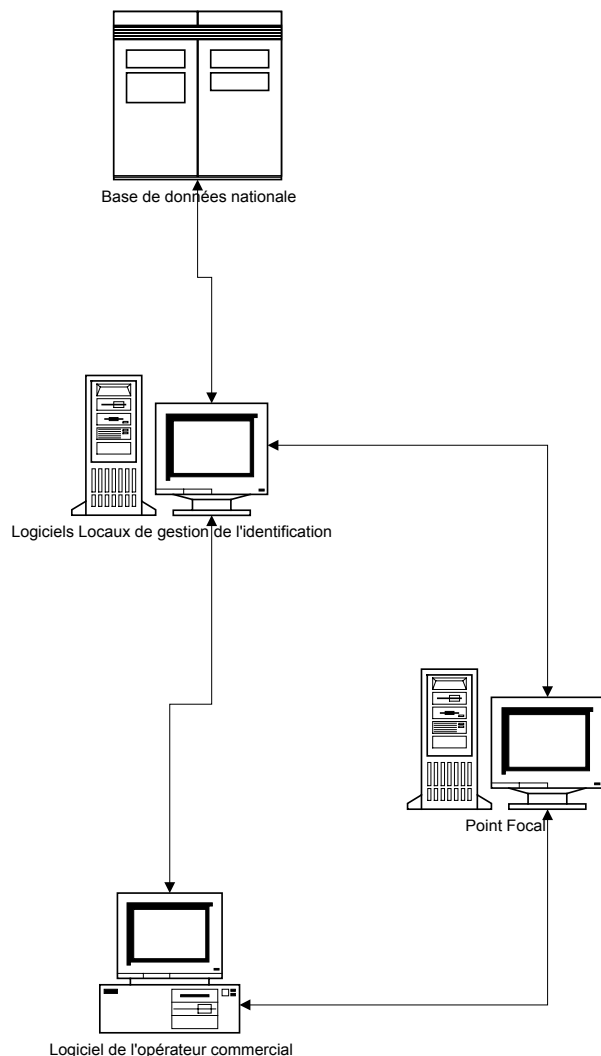 Base de données nationale
Logiciels Locaux de gestion de l'identification
Point Focal
Logiciel de l'opérateur commercial